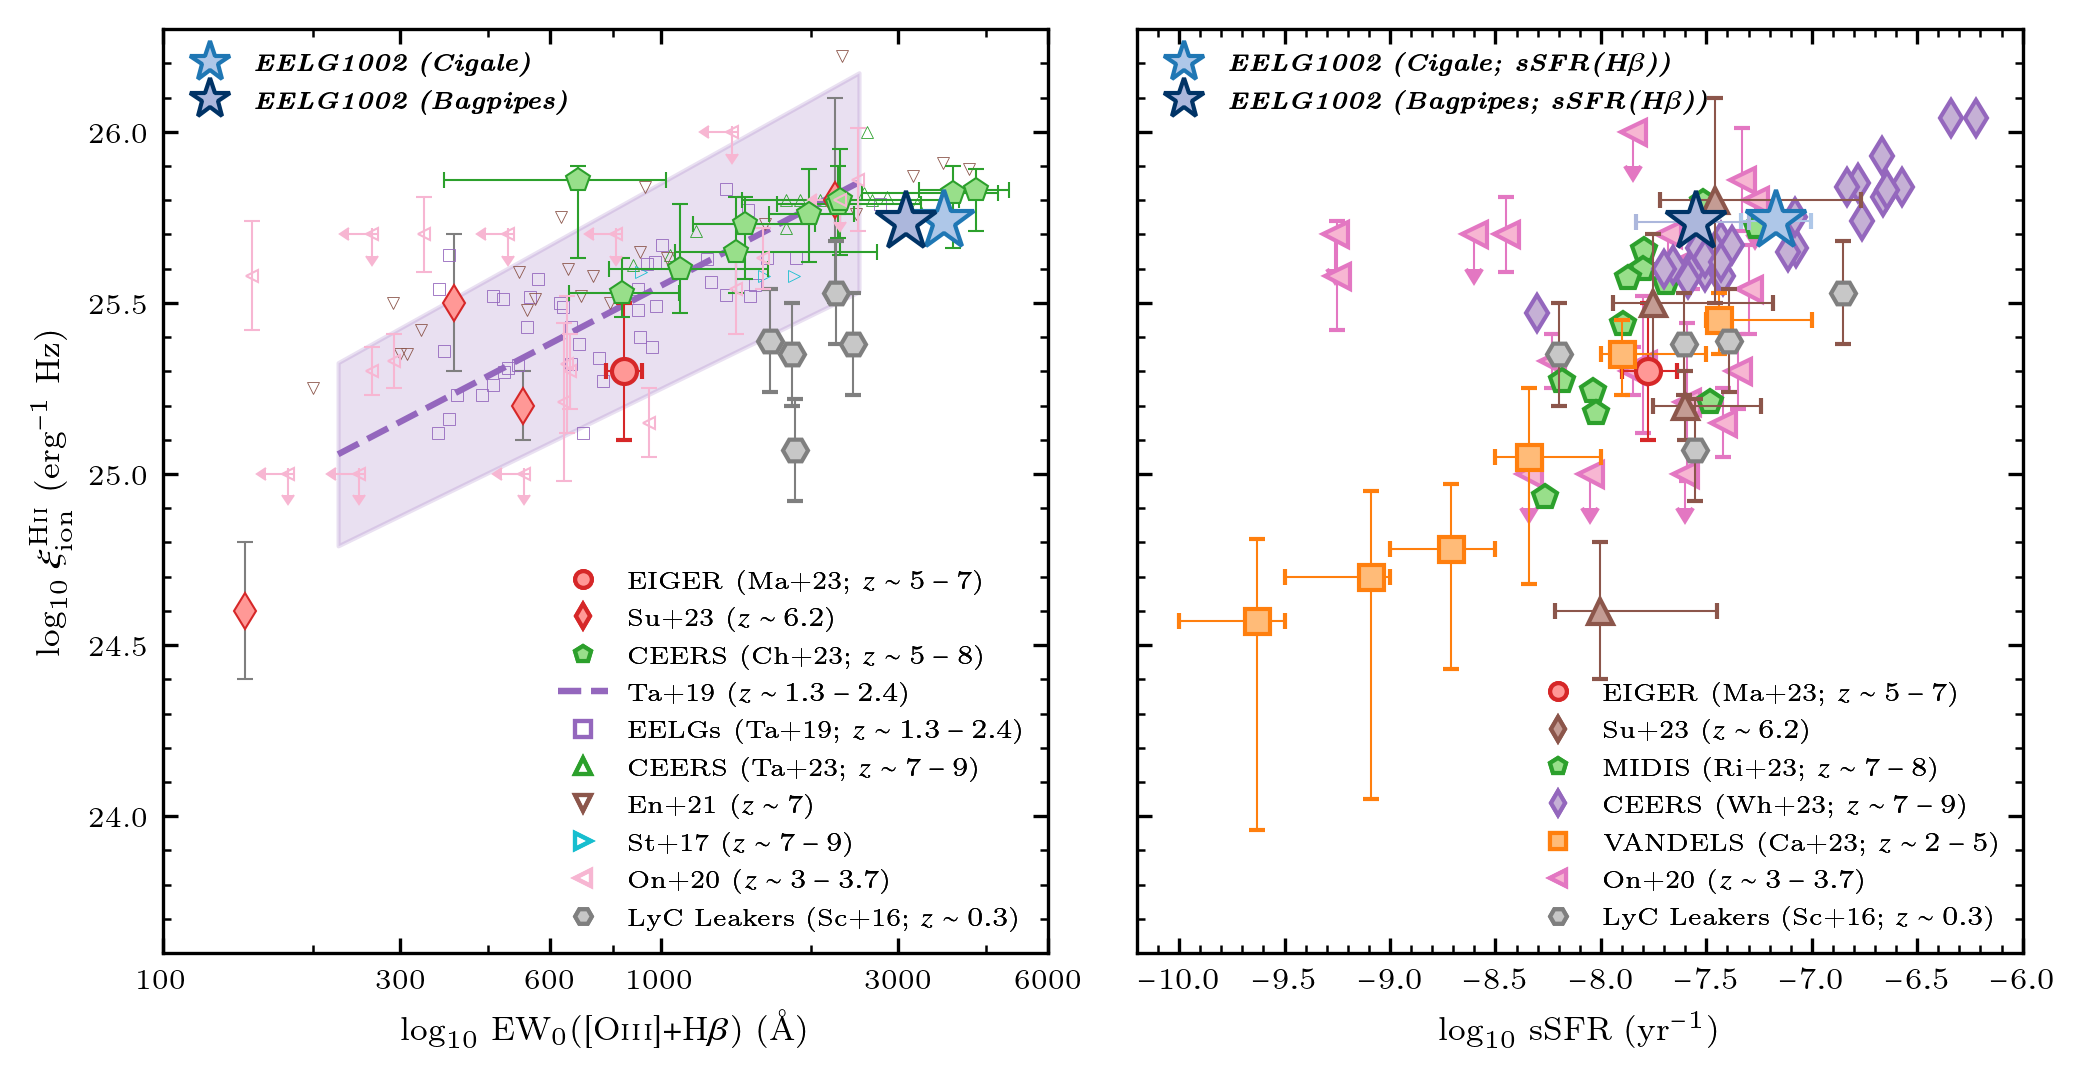 EELG1002 (Cigale)
EELG1002 (Bagpipes)
26.0
25.5
25.0
24.5
24.0
log₁₀ ξ_ion^HII (erg⁻¹ Hz)
EIGER (Ma+23; z ~ 5 – 7)
Su+23 (z ~ 6.2)
CEERS (Ch+23; z ~ 5 – 8)
Ta+19 (z ~ 1.3 – 2.4)
EELGs (Ta+19; z ~ 1.3 – 2.4)
CEERS (Ta+23; z ~ 7 – 9)
En+21 (z ~ 7)
St+17 (z ~ 7 – 9)
On+20 (z ~ 3 – 3.7)
LyC Leakers (Sc+16; z ~ 0.3)
100 300 600 1000 3000 6000
log₁₀ EW₀([OIII]+Hβ) (Å)
EELG1002 (Cigale; sSFR(Hβ))
EELG1002 (Bagpipes; sSFR(Hβ))
EIGER (Ma+23; z ~ 5 – 7)
Su+23 (z ~ 6.2)
MIDIS (Ri+23; z ~ 7 – 8)
CEERS (Wh+23; z ~ 7 – 9)
VANDELS (Ca+23; z ~ 2 – 5)
On+20 (z ~ 3 – 3.7)
LyC Leakers (Sc+16; z ~ 0.3)
−10.0 −9.5 −9.0 −8.5 −8.0 −7.5 −7.0 −6.5 −6.0
log₁₀ sSFR (yr⁻¹)